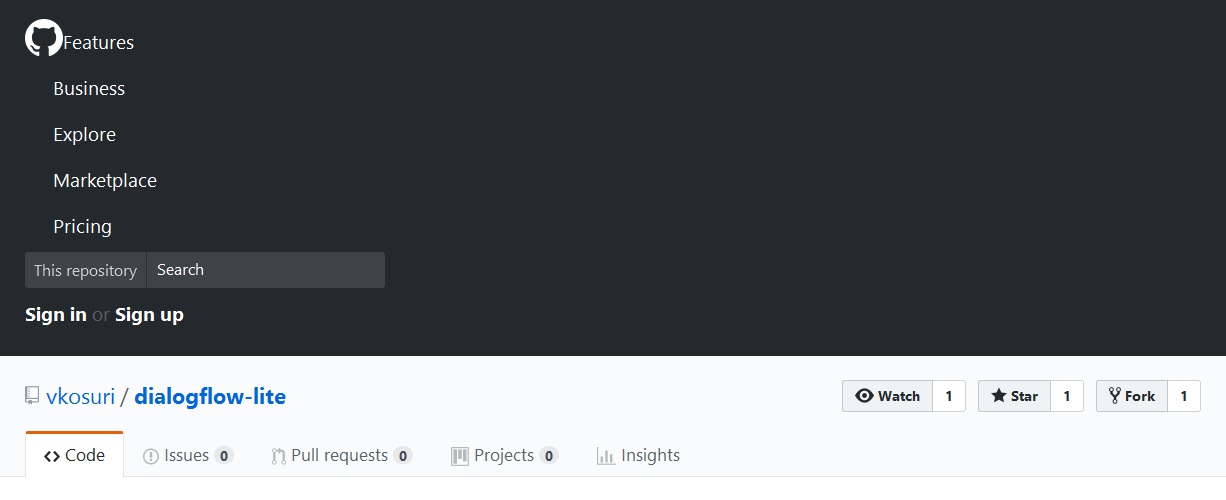 Features
Business
Explore
Marketplace
Pricing
This repository Search
Sign in or Sign up
vkosuri / dialogflow-lite Watch 1 Star 1 Fork 1
Code Issues 0 Pull requests 0 Projects 0 Insights